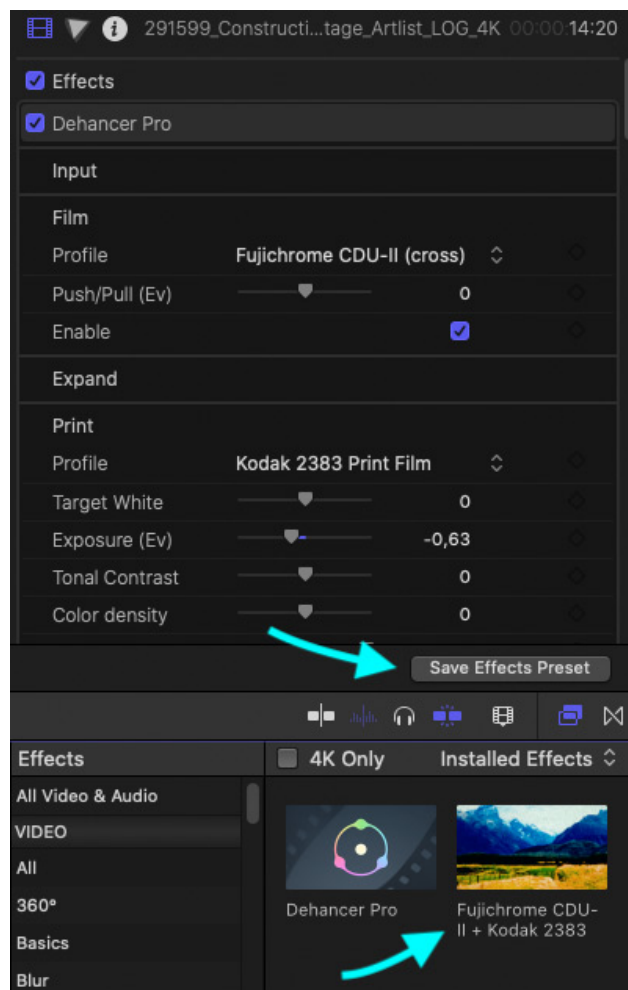 291599_Constructi...tage_Artlist_LOG_4K 00:00:14:20
Effects
Dehancer Pro
Input
Film
Profile Fujichrome CDU-II (cross)
Push/Pull (Ev) 0
Enable
Expand
Print
Profile Kodak 2383 Print Film
Target White 0
Exposure (Ev) -0,63
Tonal Contrast 0
Color density 0
Save Effects Preset
Effects 4K Only Installed Effects
All Video & Audio
VIDEO
All
360°
Basics
Blur
Dehancer Pro
Fujichrome CDU-
II + Kodak 2383